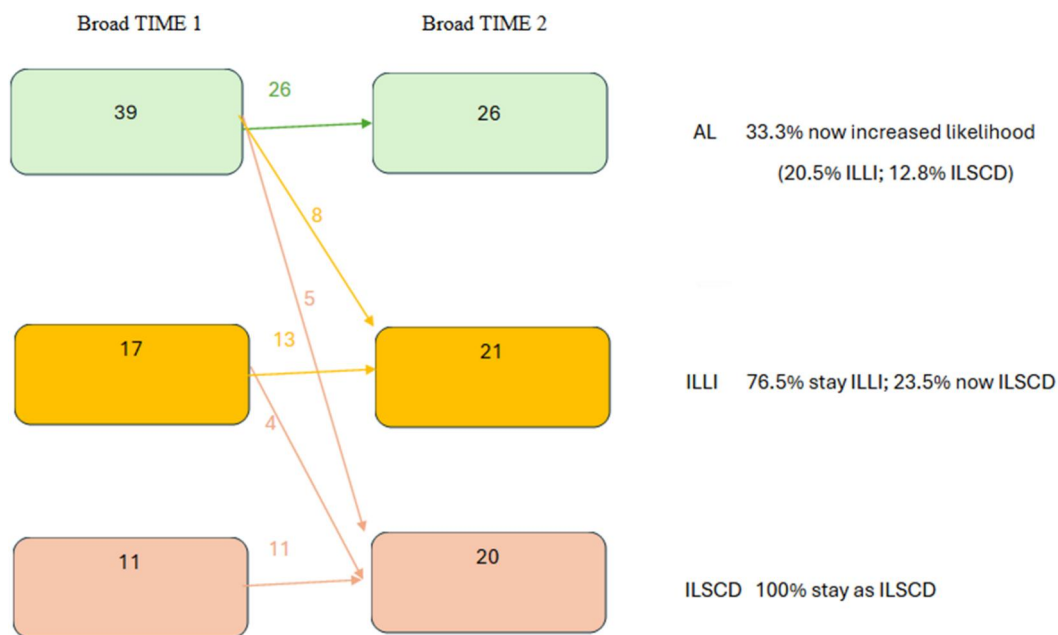 Broad TIME 1
Broad TIME 2
39
26
26
AL 33.3% now increased likelihood
(20.5% ILLI; 12.8% ILSCD)
8
5
17
13
21
ILLI 76.5% stay ILLI; 23.5% now ILSCD
4
11
11
20
ILSCD 100% stay as ILSCD